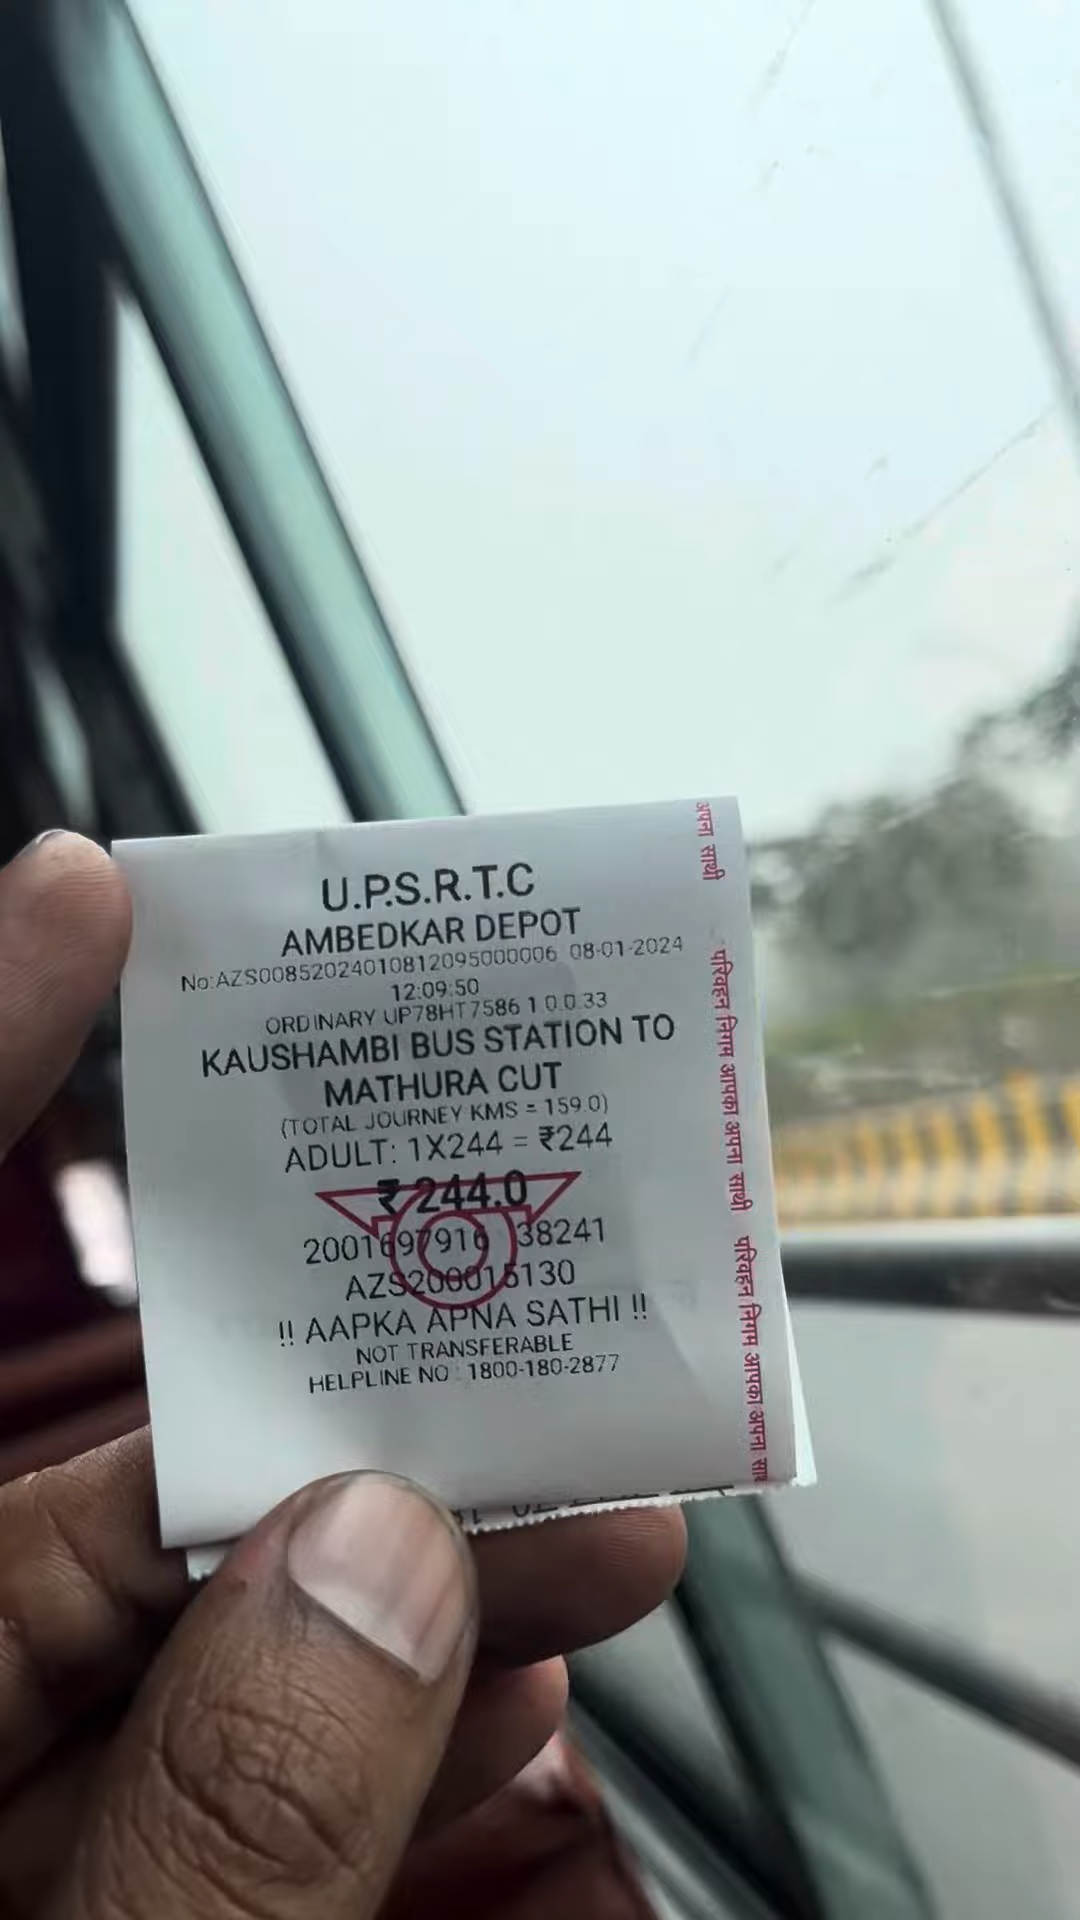 U.P.S.R.T.C
AMBEDKAR DEPOT
No:AZS00852024010812095000006 08-01-2024
12:09:50
ORDINARY UP78HT7586 1.0.0.33
KAUSHAMBI BUS STATION TO
MATHURA CUT
(TOTAL JOURNEY KMS = 159.0)
ADULT: 1X244 = ₹244
₹ 244.0
2001697916 38241
AZS200015130
!! AAPKA APNA SATHI !!
NOT TRANSFERABLE
HELPLINE NO : 1800-180-2877
अपना साथी
परिवहन निगम आपका अपना साथी
परिवहन निगम आपका अपना